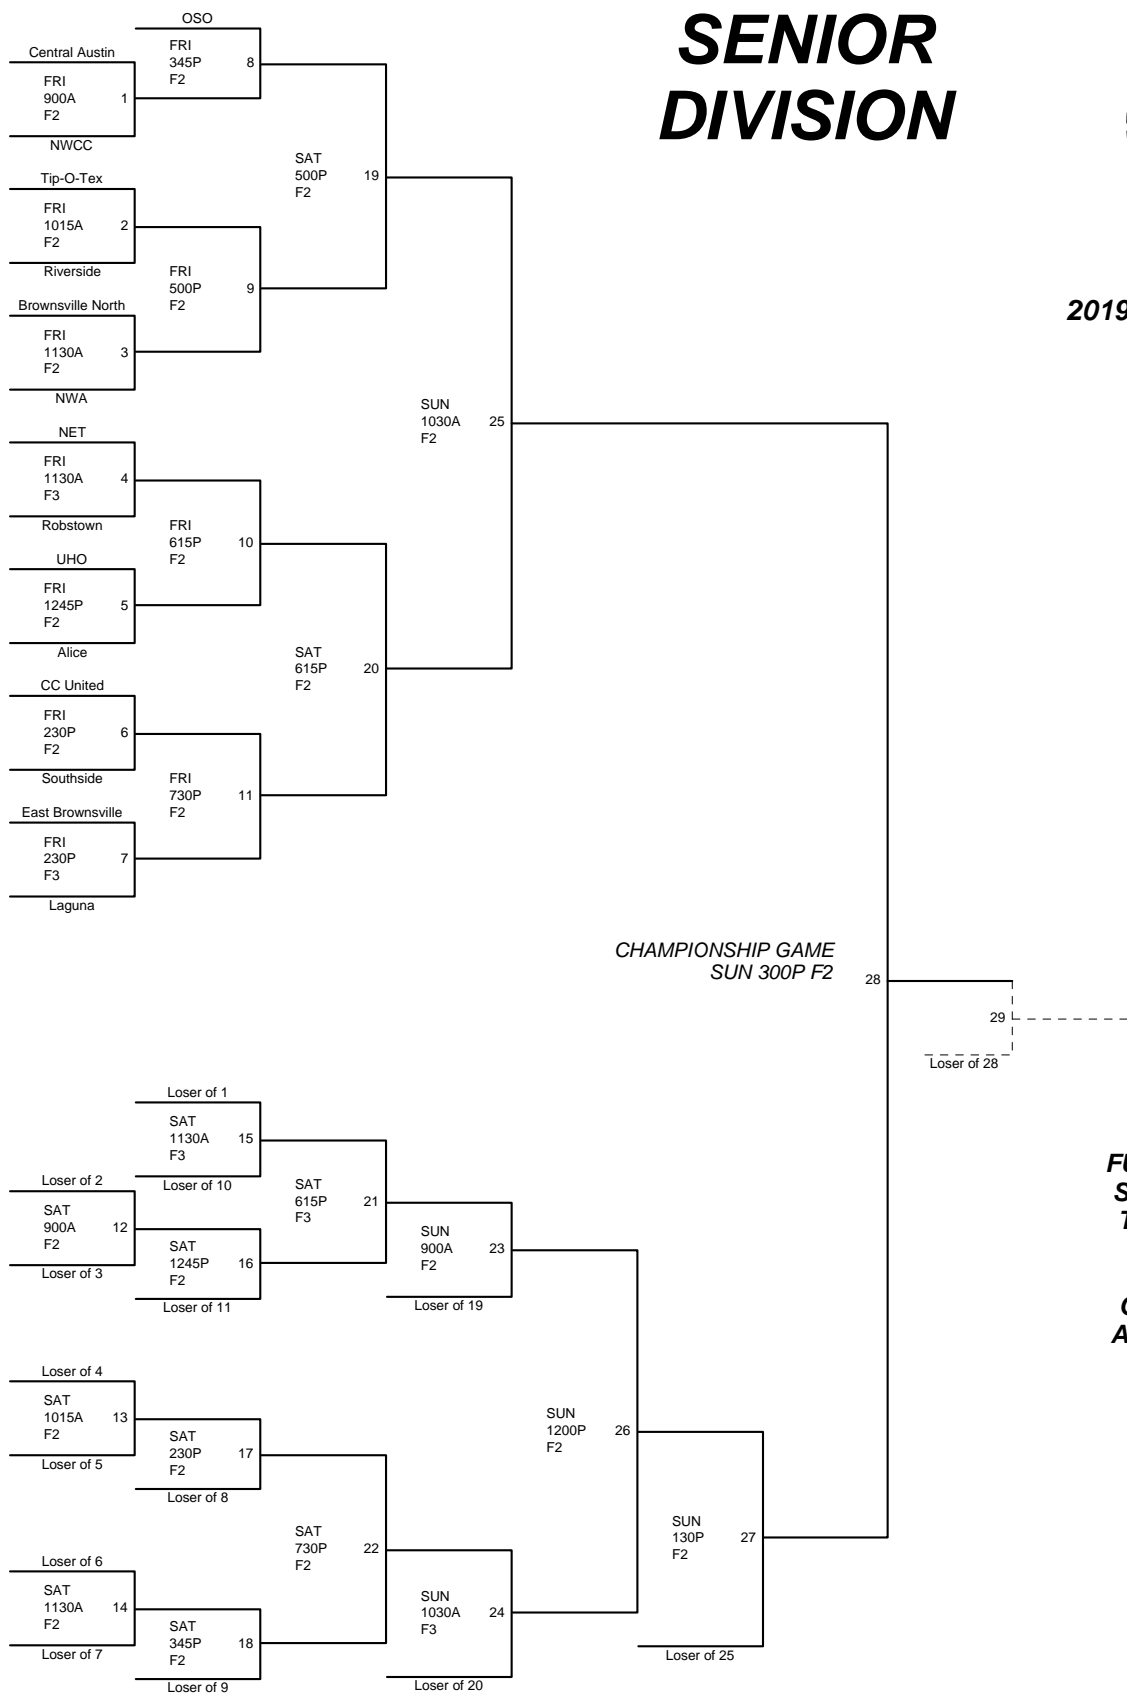 SENIOR
DIVISION
2019
OSO
FRI
345P
F2
8
Central Austin
FRI
900A
F2
1
NWCC
SAT
500P
F2
19
Tip-O-Tex
FRI
1015A
F2
2
Riverside
FRI
500P
F2
9
Brownsville North
FRI
1130A
F2
3
NWA
SUN
1030A
F2
25
NET
FRI
1130A
F3
4
Robstown
FRI
615P
F2
10
UHO
FRI
1245P
F2
5
Alice
SAT
615P
F2
20
CC United
FRI
230P
F2
6
Southside
FRI
730P
F2
11
East Brownsville
FRI
230P
F3
7
Laguna
CHAMPIONSHIP GAME
SUN 300P F2
28
29
Loser of 28
Loser of 1
SAT
1130A
F3
15
Loser of 10
Loser of 2
SAT
900A
F2
12
Loser of 3
SAT
1245P
F2
16
Loser of 11
SAT
615P
F3
21
SUN
900A
F2
23
Loser of 19
Loser of 4
SAT
1015A
F2
13
Loser of 5
SAT
230P
F2
17
Loser of 8
SUN
1200P
F2
26
SAT
730P
F2
22
SUN
130P
F2
27
Loser of 25
Loser of 6
SAT
1130A
F2
14
Loser of 7
SAT
345P
F2
18
Loser of 9
SUN
1030A
F3
24
Loser of 20